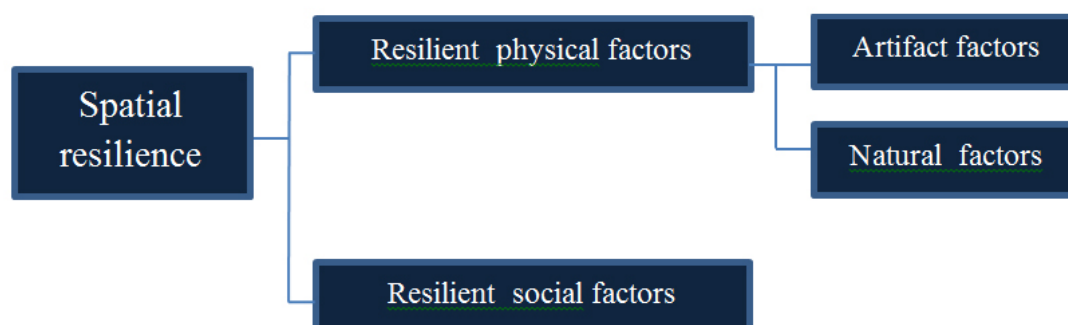 Spatial
resilience
Resilient physical factors
Artifact factors
Natural factors
Resilient social factors